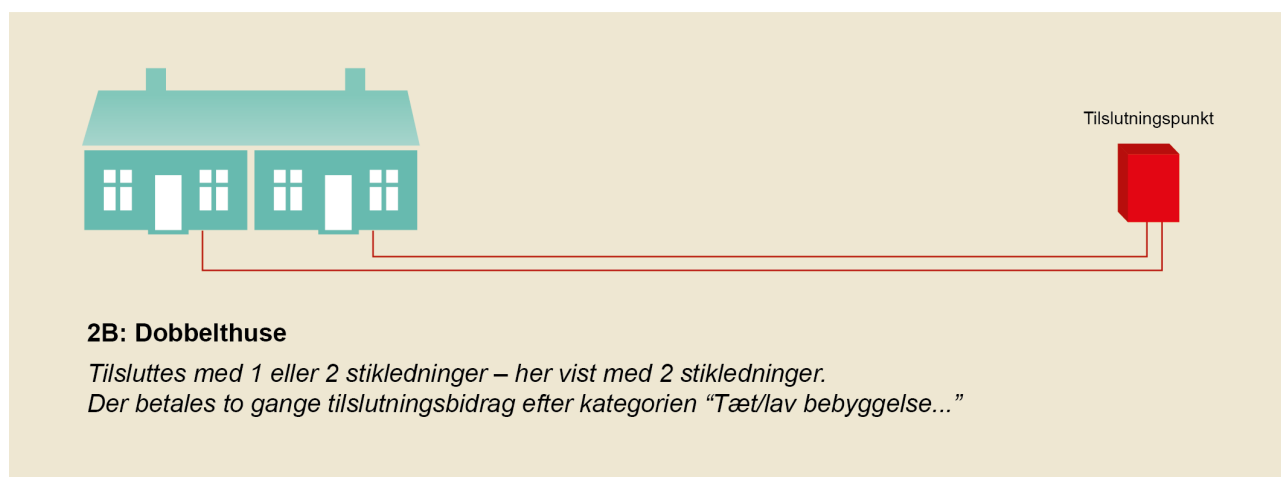 Tilslutningspunkt
2B: Dobbelthuse
Tilsluttes med 1 eller 2 stikledninger – her vist med 2 stikledninger.
Der betales to gange tilslutningsbidrag efter kategorien “Tæt/lav bebyggelse...”